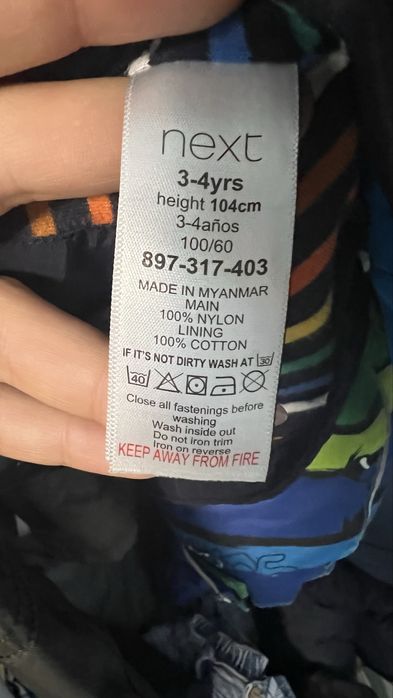 next
3-4yrs
height 104cm
3-4años
100/60
897-317-403
MADE IN MYANMAR
MAIN
100% NYLON
LINING
100% COTTON
IF IT'S NOT DIRTY WASH AT 30
40
Close all fastenings before
washing
Wash inside out
Do not iron trim
Iron on reverse
KEEP AWAY FROM FIRE